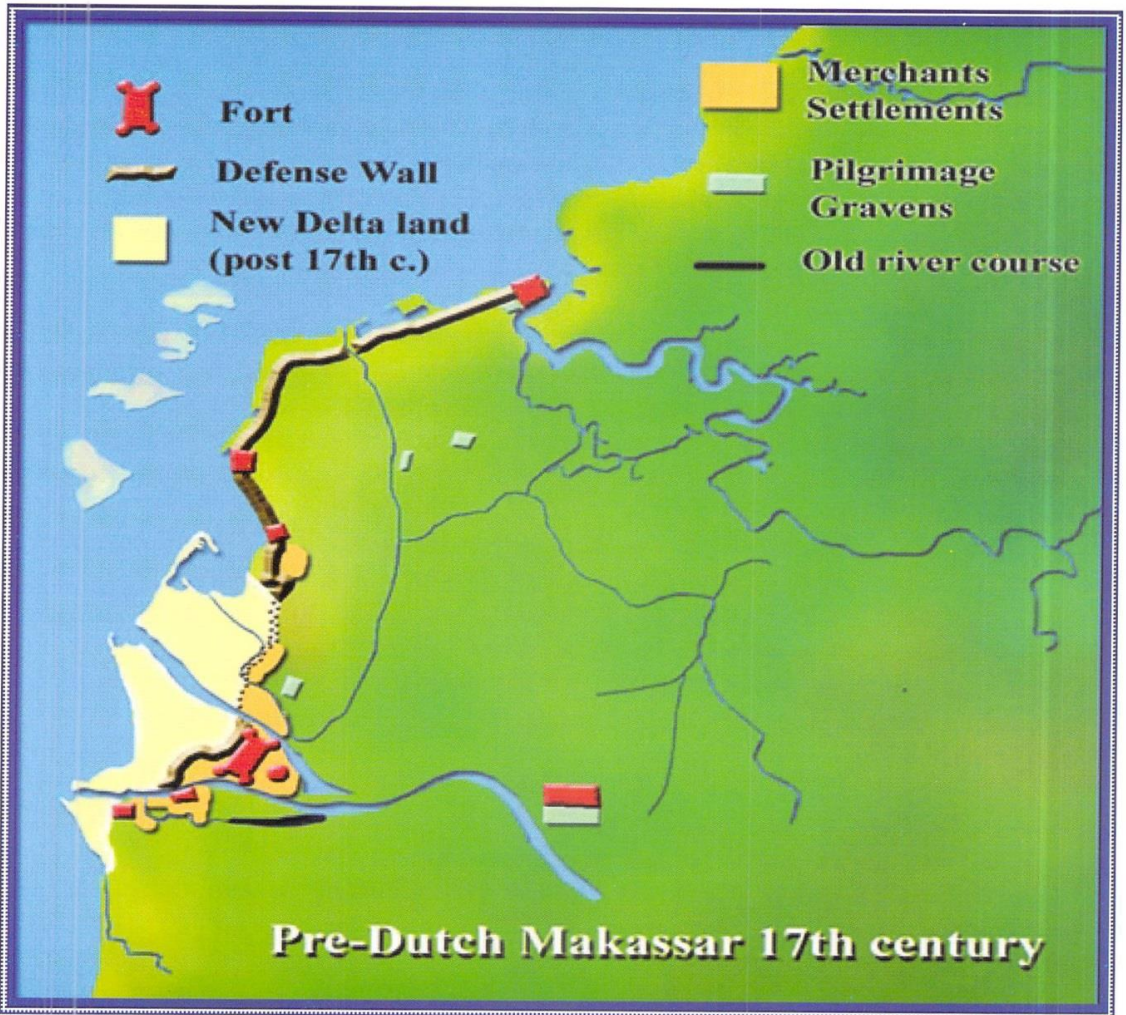 Fort
Defense Wall
New Delta land
(post 17th c.)
Merchants
Settlements
Pilgrimage
Gravens
Old river course
Pre-Dutch Makassar 17th century